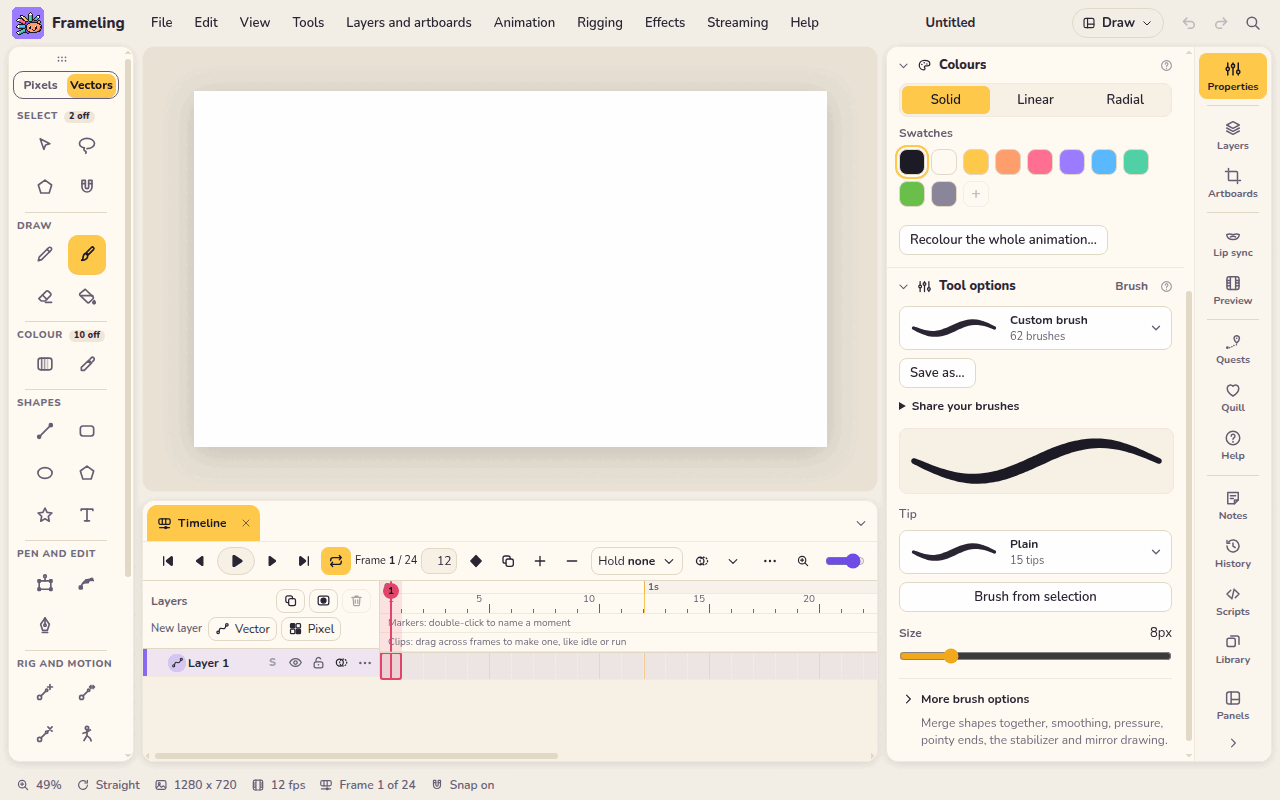 Frameling File Edit View Tools Layers and artboards Animation Rigging Effects Streaming Help Untitled Draw
Pixels Vectors
SELECT 2 off
DRAW
COLOUR 10 off
SHAPES
PEN AND EDIT
RIG AND MOTION
Timeline
Frame 1 / 24 12 Hold none
Layers
New layer Vector Pixel
Layer 1 S
1s
1 5 10 15 20
Markers: double-click to name a moment
Clips: drag across frames to make one, like idle or run
Colours
Solid Linear Radial
Swatches
+
Recolour the whole animation...
Tool options Brush
Custom brush
62 brushes
Save as...
Share your brushes
Tip
Plain
15 tips
Brush from selection
Size 8px
More brush options
Merge shapes together, smoothing, pressure,
pointy ends, the stabilizer and mirror drawing.
Properties
Layers
Artboards
Lip sync
Preview
Quests
Quill
Help
Notes
History
Scripts
Library
Panels
49% Straight 1280 x 720 12 fps Frame 1 of 24 Snap on